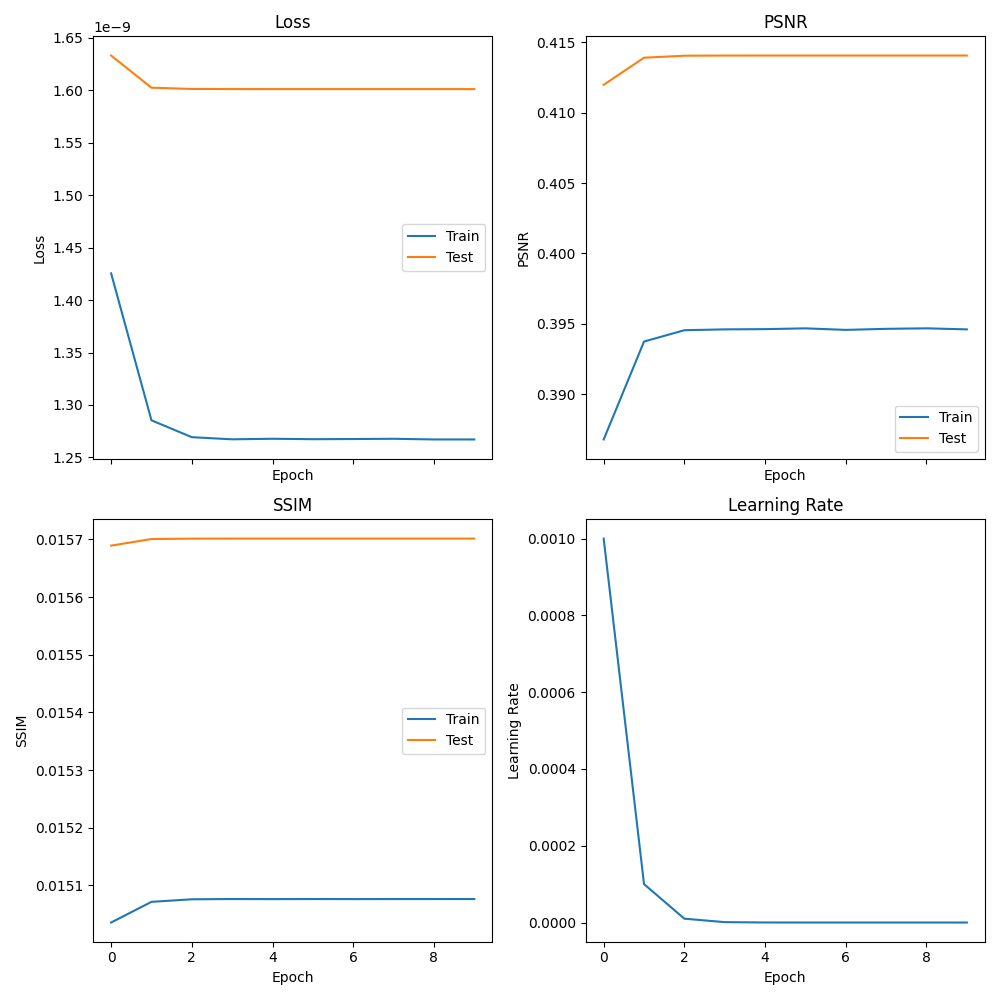 Loss
1e−9
1.65
1.60
1.55
1.50
1.45
1.40
1.35
1.30
1.25
Loss
Train
Test
Epoch
PSNR
0.415
0.410
0.405
0.400
0.395
0.390
PSNR
Train
Test
Epoch
SSIM
0.0157
0.0156
0.0155
0.0154
0.0153
0.0152
0.0151
SSIM
Train
Test
0 2 4 6 8
Epoch
Learning Rate
0.0010
0.0008
0.0006
0.0004
0.0002
0.0000
Learning Rate
0 2 4 6 8
Epoch